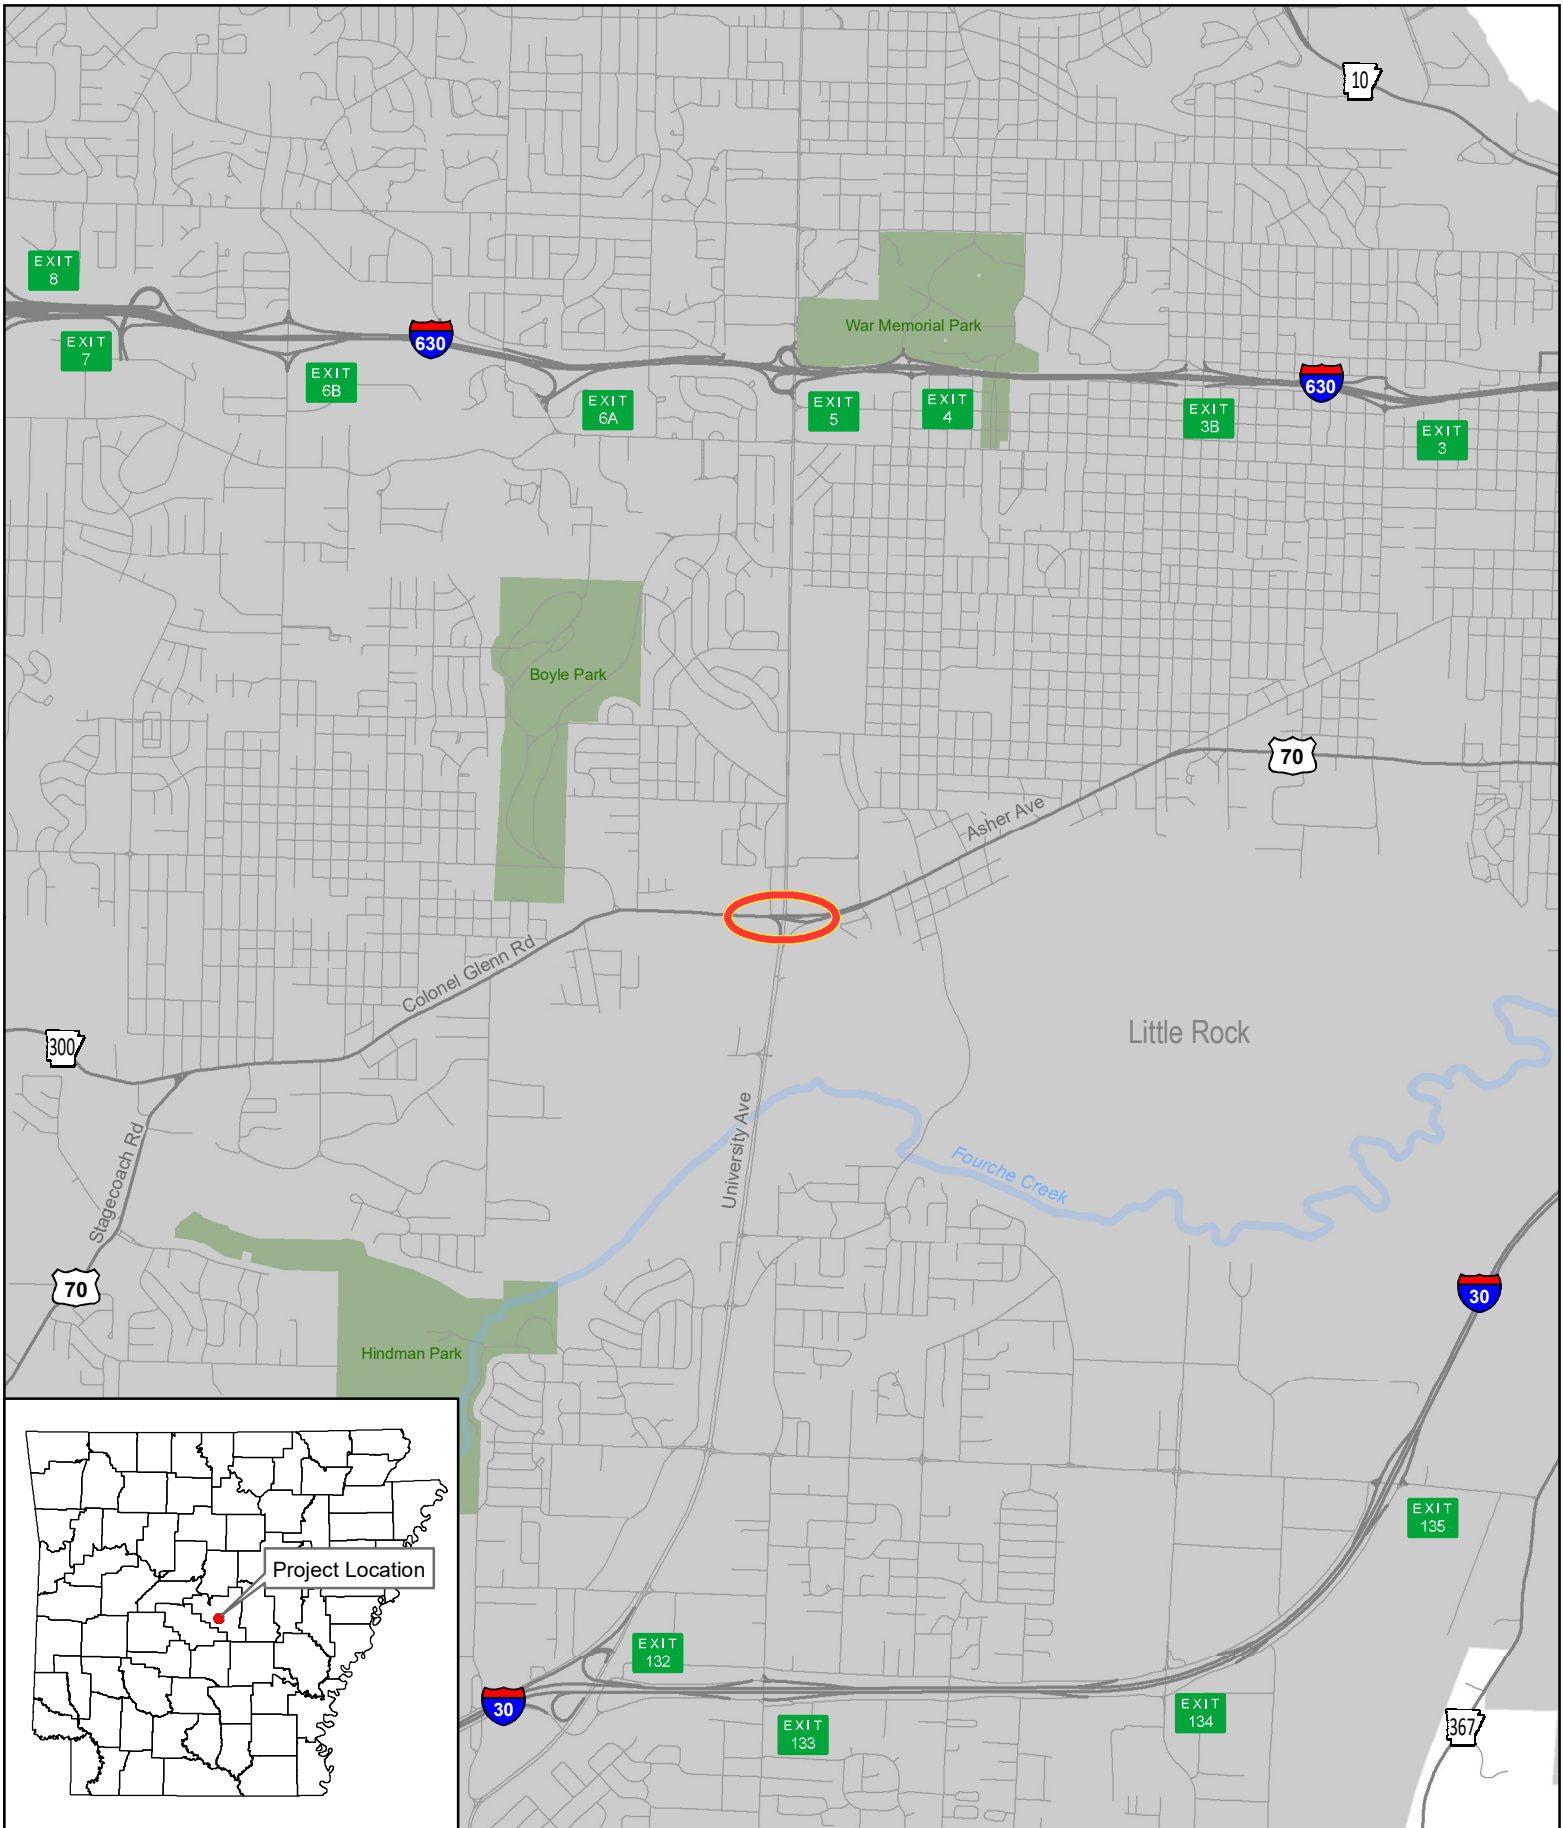 10
EXIT
8
EXIT
7
630
EXIT
6B
EXIT
6A
War Memorial Park
EXIT
5
EXIT
4
630
EXIT
3B
EXIT
3
Boyle Park
70
Asher Ave
Colonel Glenn Rd
300
Little Rock
Stagecoach Rd
University Ave
Fourche Creek
70
30
Hindman Park
EXIT
135
Project Location
EXIT
132
30
EXIT
133
EXIT
134
367